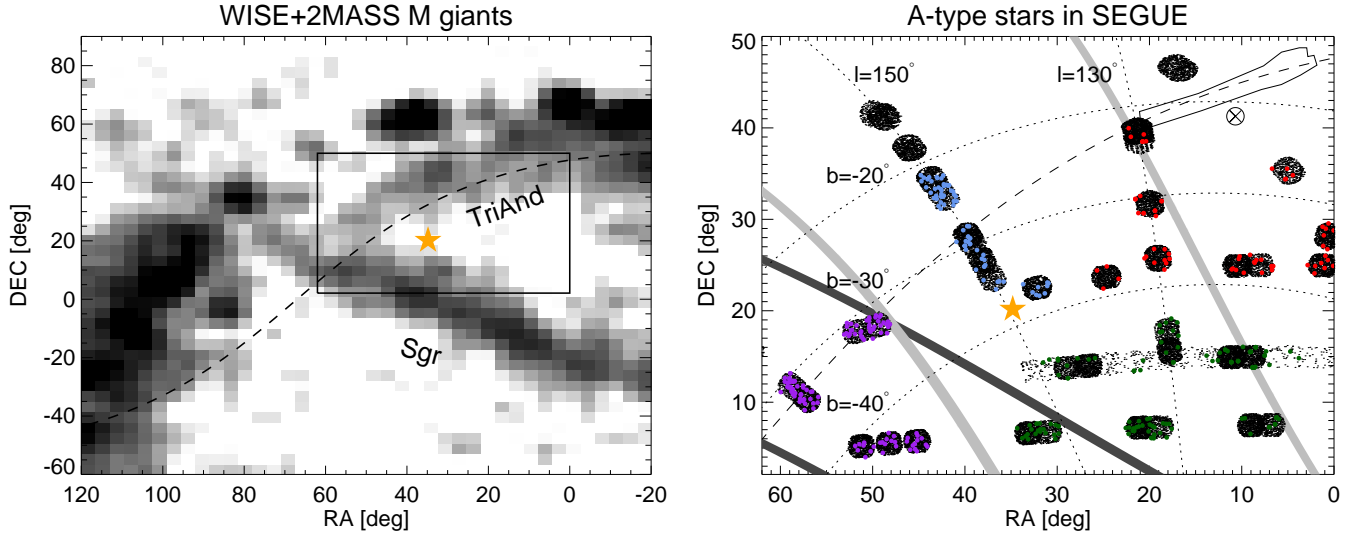 WISE+2MASS M giants
80
60
40
20
0
-20
-40
-60
DEC [deg]
TriAnd
Sgr
120 100 80 60 40 20 0 -20
RA [deg]
A-type stars in SEGUE
50
40
30
20
10
DEC [deg]
l=150° l=130°
b=-20°
b=-30°
b=-40°
60 50 40 30 20 10 0
RA [deg]